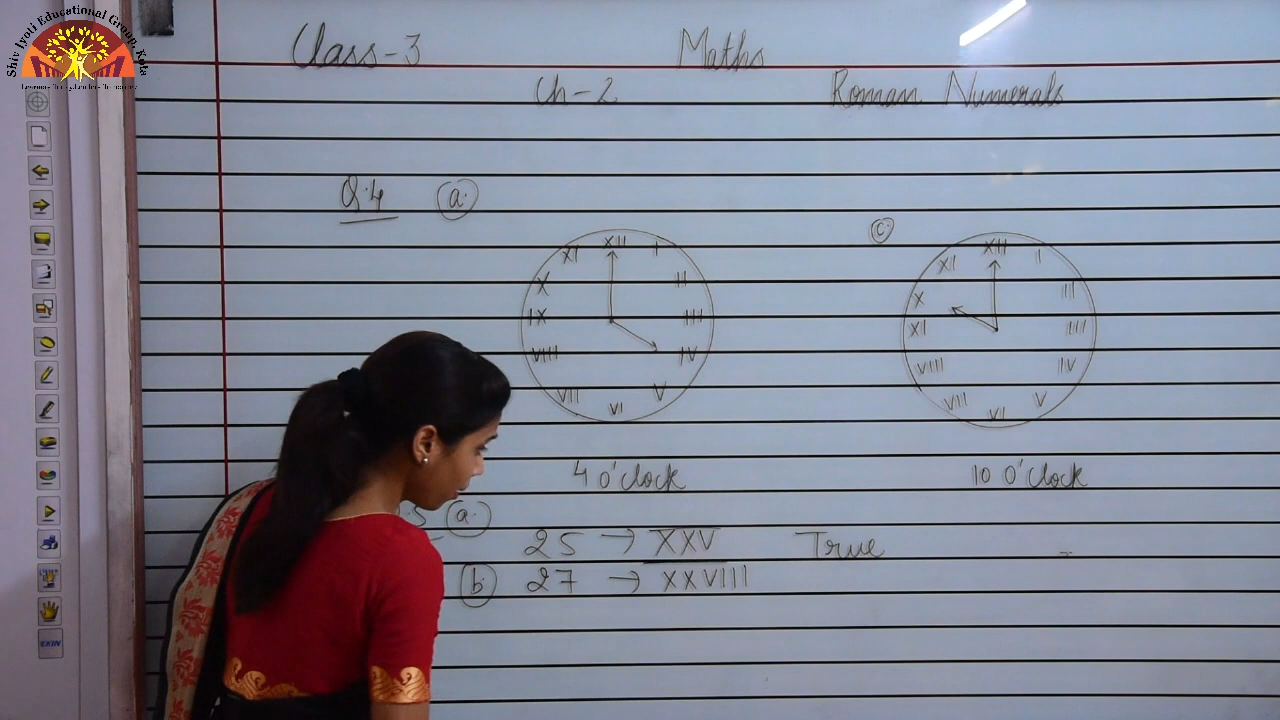 Shiv Jyoti Educational Group, Kota
Class-3 Maths
Ch-2 Roman Numerals
Q.4 (a.)
(c.)
XII I II III IV V VI VII VIII IX X XI
XII I II III IV V VI VII VIII XI X XI
4 O'clock 10 O'clock
5 (a.)
25 → XXV True
(b.) 27 → XXVIII
EXIN